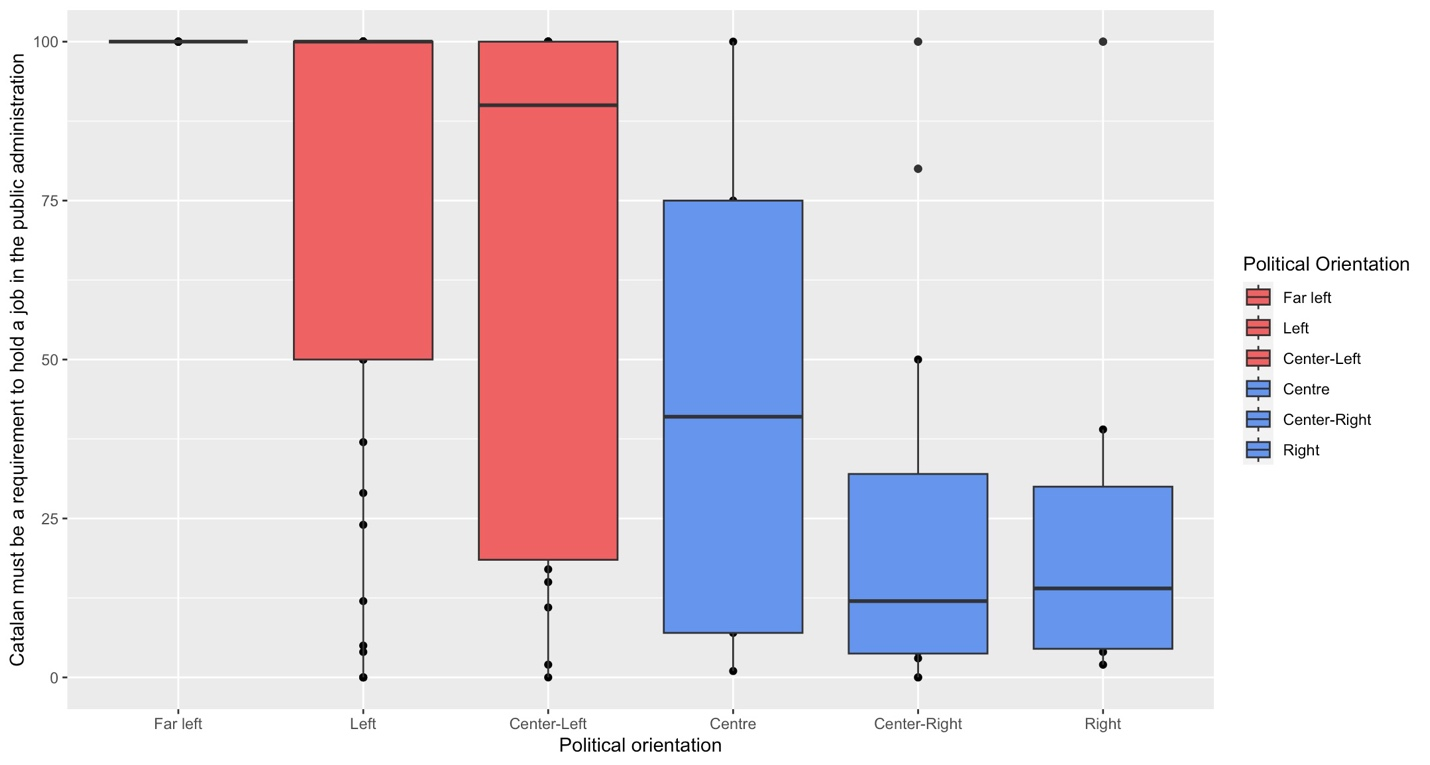 Catalan must be a requirement to hold a job in the public administration
100
75
50
25
0
Far left
Left
Center-Left
Centre
Center-Right
Right
Political orientation
Political Orientation
Far left
Left
Center-Left
Centre
Center-Right
Right